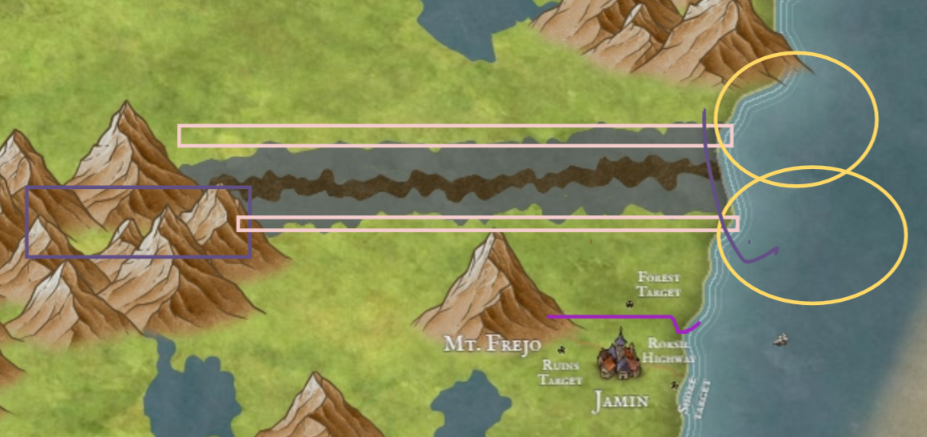 Forest
Target
Mt. Frejo
Roksil
Highway
Ruins
Target
Jamin
Shore
Target